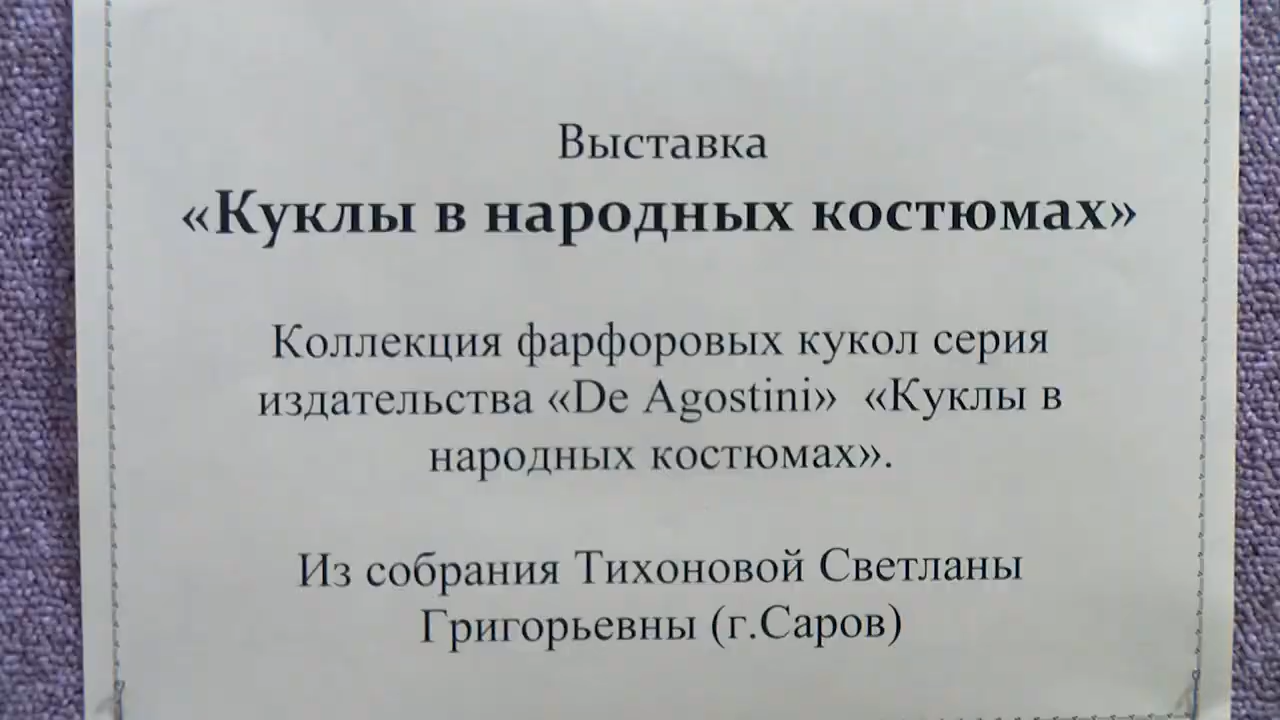 Выставка
«Куклы в народных костюмах»
Коллекция фарфоровых кукол серия
издательства «De Agostini» «Куклы в
народных костюмах».
Из собрания Тихоновой Светланы
Григорьевны (г.Саров)